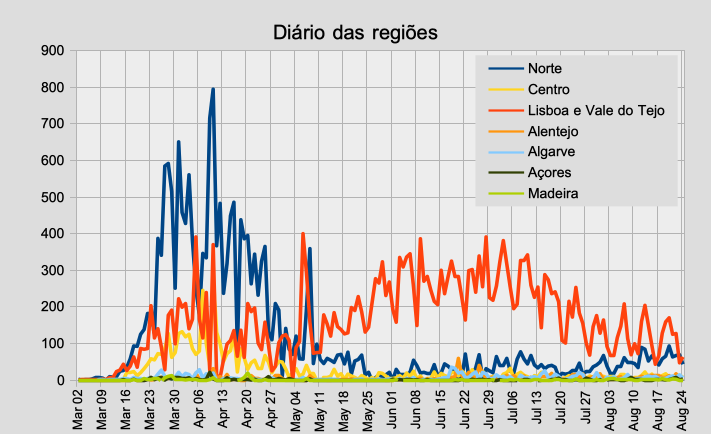 Diário das regiões
900
800
700
600
500
400
300
200
100
0
Norte
Centro
Lisboa e Vale do Tejo
Alentejo
Algarve
Açores
Madeira
Mar 02
Mar 09
Mar 16
Mar 23
Mar 30
Apr 06
Apr 13
Apr 20
Apr 27
May 04
May 11
May 18
May 25
Jun 01
Jun 08
Jun 15
Jun 22
Jun 29
Jul 06
Jul 13
Jul 20
Jul 27
Aug 03
Aug 10
Aug 17
Aug 24